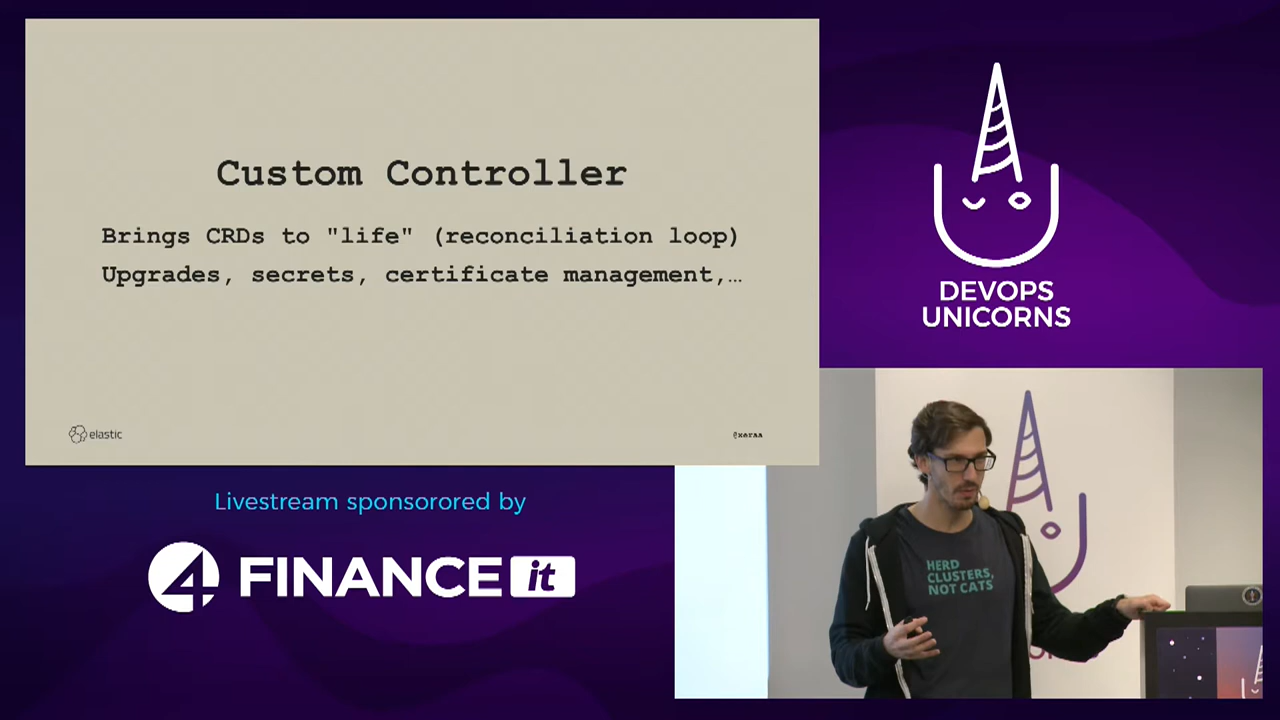 Custom Controller
Brings CRDs to "life" (reconciliation loop)
Upgrades, secrets, certificate management,…
elastic
@xeraa
DEVOPS
UNICORNS
Livestream sponsorored by
4FINANCE it
HERD
CLUSTERS,
NOT CATS